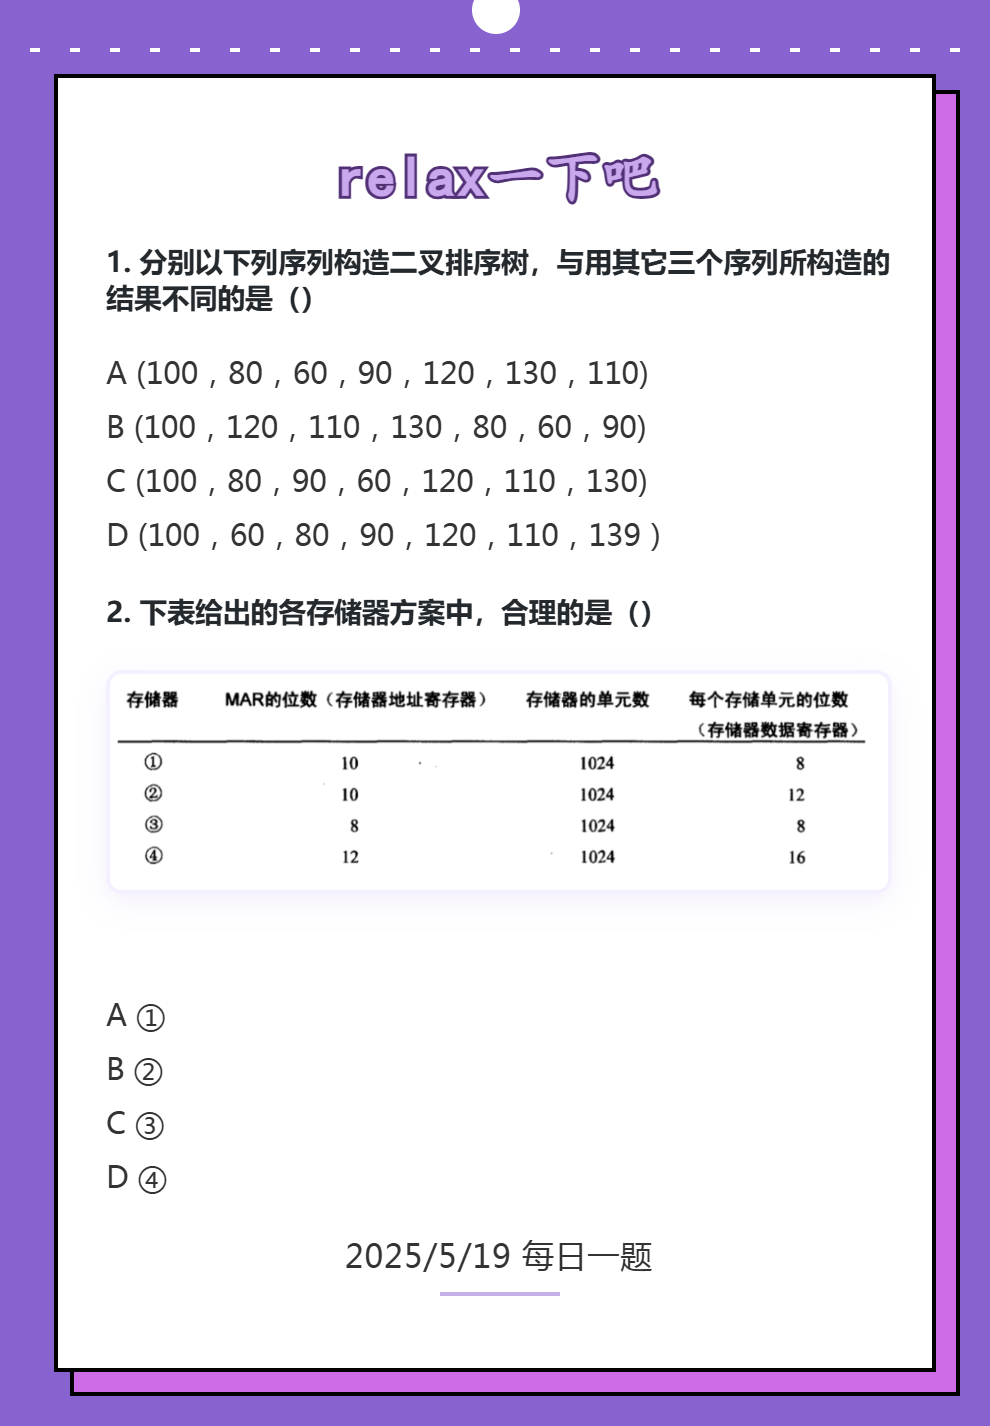 relax一下吧
1. 分别以下列序列构造二叉排序树，与用其它三个序列所构造的
结果不同的是（）
A (100，80，60，90，120，130，110)
B (100，120，110，130，80，60，90)
C (100，80，90，60，120，110，130)
D (100，60，80，90，120，110，139 )
2. 下表给出的各存储器方案中，合理的是（）
存储器 MAR的位数（存储器地址寄存器） 存储器的单元数 每个存储单元的位数
（存储器数据寄存器）
① 10 1024 8
② 10 1024 12
③ 8 1024 8
④ 12 1024 16
A ①
B ②
C ③
D ④
2025/5/19 每日一题